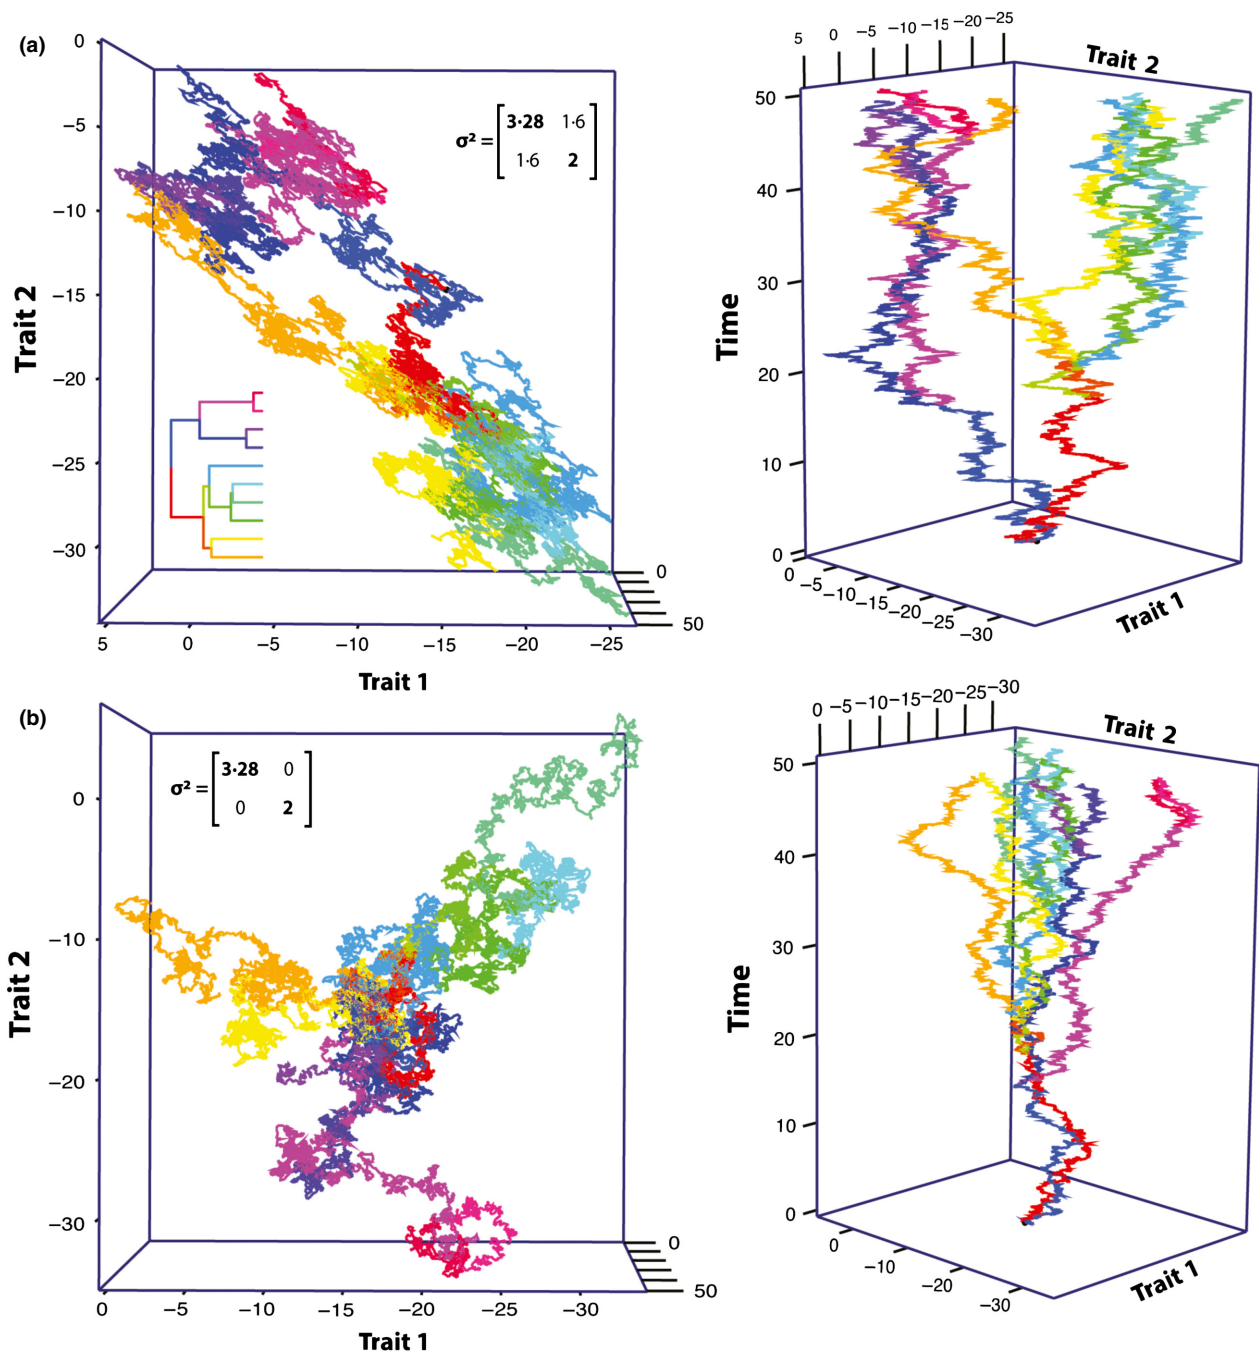 (a)
0
−5
−10
−15
−20
−25
−30
Trait 2
σ² = [3·28 1·6
1·6 2]
0
50
5 0 −5 −10 −15 −20 −25
Trait 1
5 0 −5 −10 −15 −20 −25
Trait 2
50
40
30
20
10
0
Time
0 −5 −10 −15 −20 −25 −30
Trait 1
(b)
0
−10
−20
−30
Trait 2
σ² = [3·28 0
0 2]
0
50
0 −5 −10 −15 −20 −25 −30
Trait 1
0 −5 −10 −15 −20 −25 −30
Trait 2
50
40
30
20
10
0
Time
0 −10 −20 −30
Trait 1